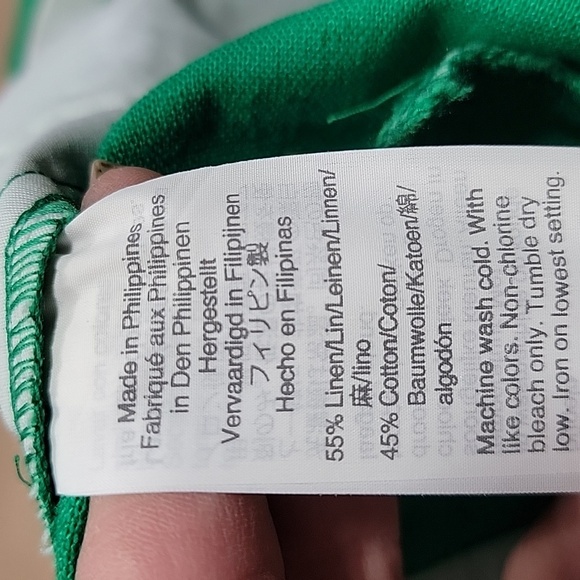 Made in Philippines
Fabriqué aux Philippines
in Den Philippinen
Hergestellt
Vervaardigd In Filipijnen
フィリピン製
Hecho en Filipinas
55% Linen/Lin/Leinen/Linnen/
麻/lino
45% Cotton/Coton/
Baumwolle/Katoen/綿/
algodón
Machine wash cold. With
like colors. Non-chlorine
bleach only. Tumble dry
low. Iron on lowest setting.